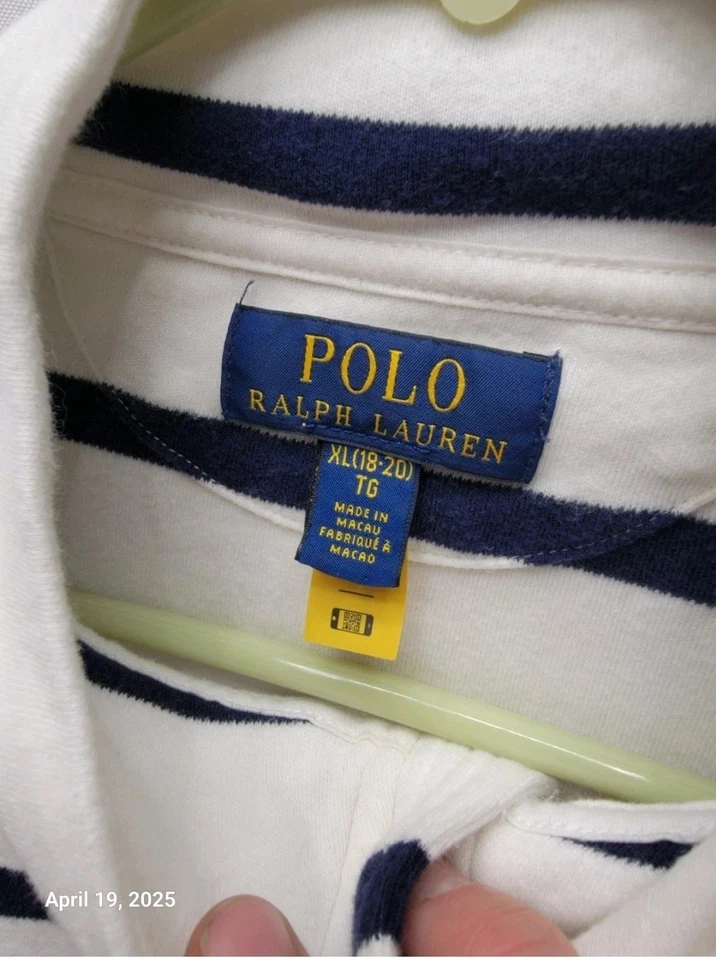 POLO
RALPH LAUREN
XL(18-20)
TG
MADE IN
MACAU
FABRIQUÉ À
MACAO
April 19, 2025